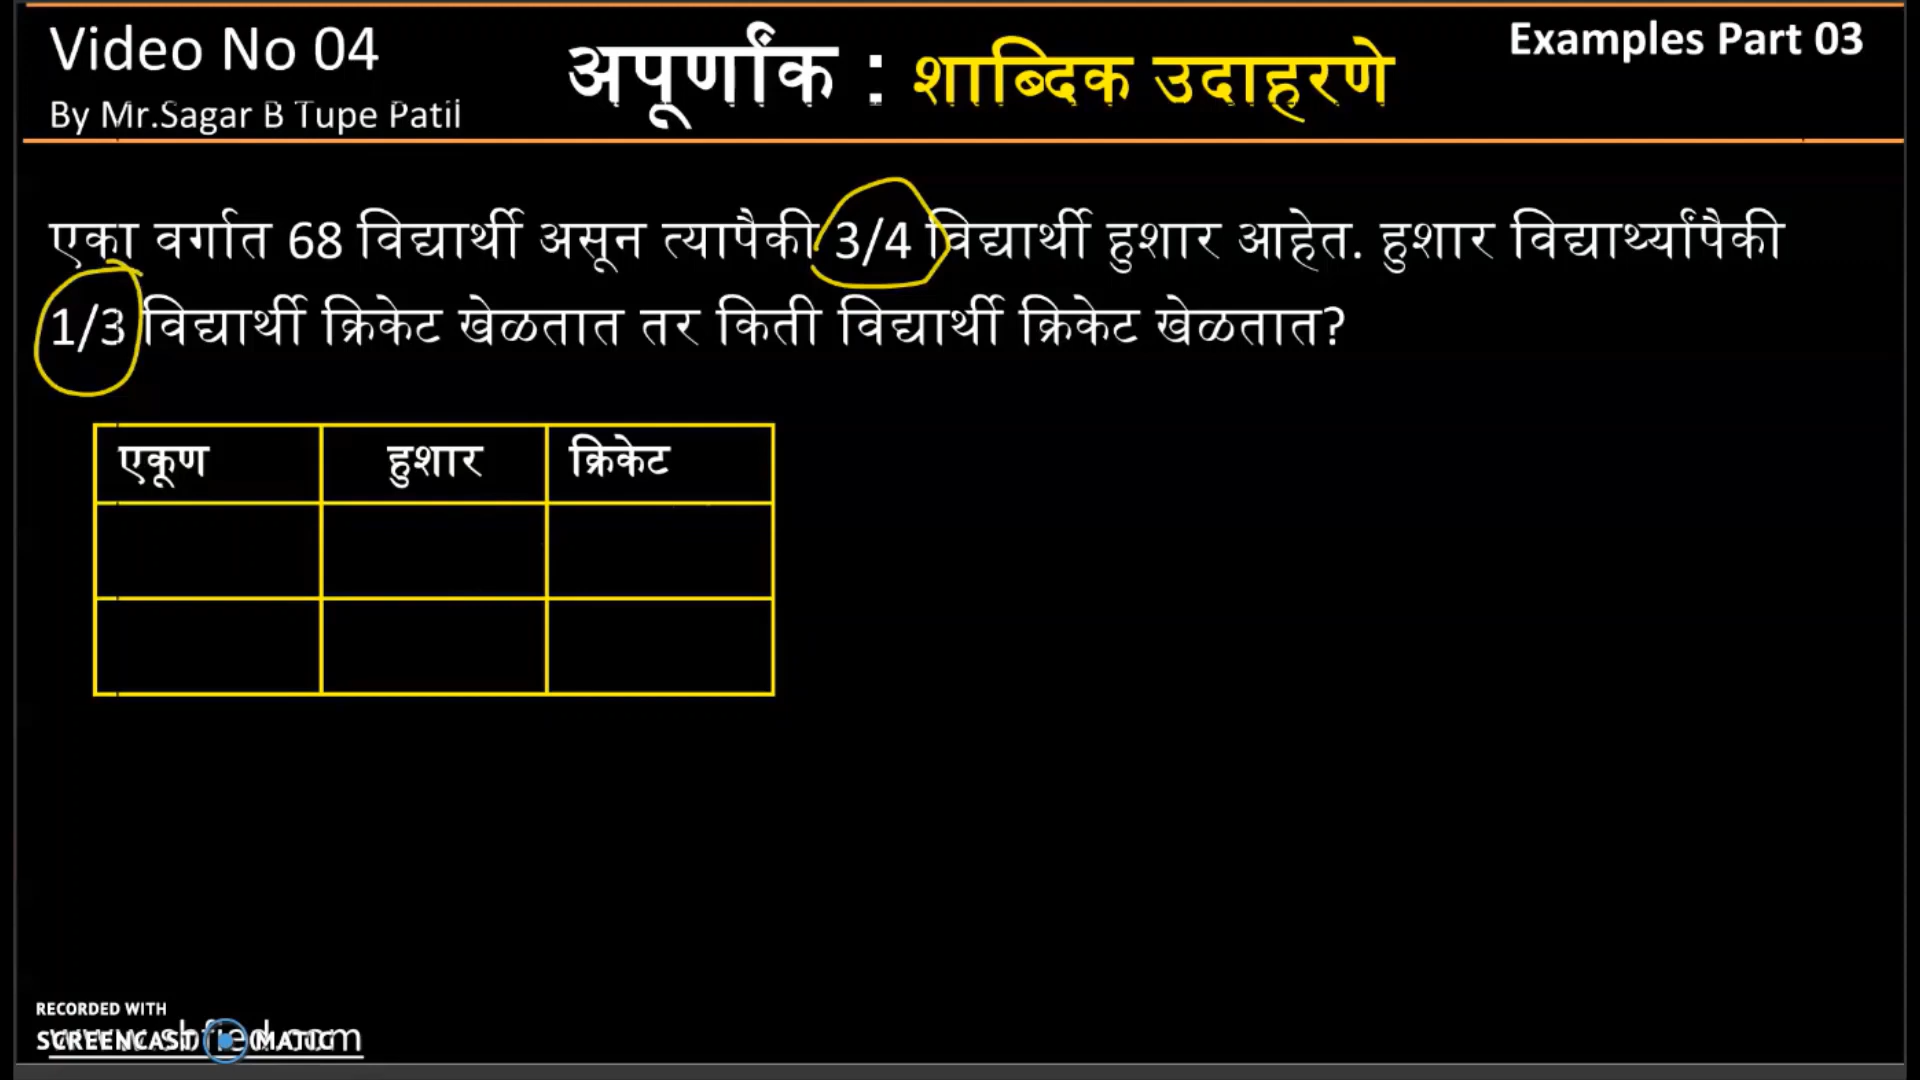 Video No 04
By Mr.Sagar B Tupe Patil
अपूर्णांक : शाब्दिक उदाहरणे
Examples Part 03
एका वर्गात 68 विद्यार्थी असून त्यापैकी 3/4 विद्यार्थी हुशार आहेत. हुशार विद्यार्थ्यांपैकी
1/3 विद्यार्थी क्रिकेट खेळतात तर किती विद्यार्थी क्रिकेट खेळतात?
एकूण हुशार क्रिकेट
RECORDED WITH
SCREENCAST MATIC